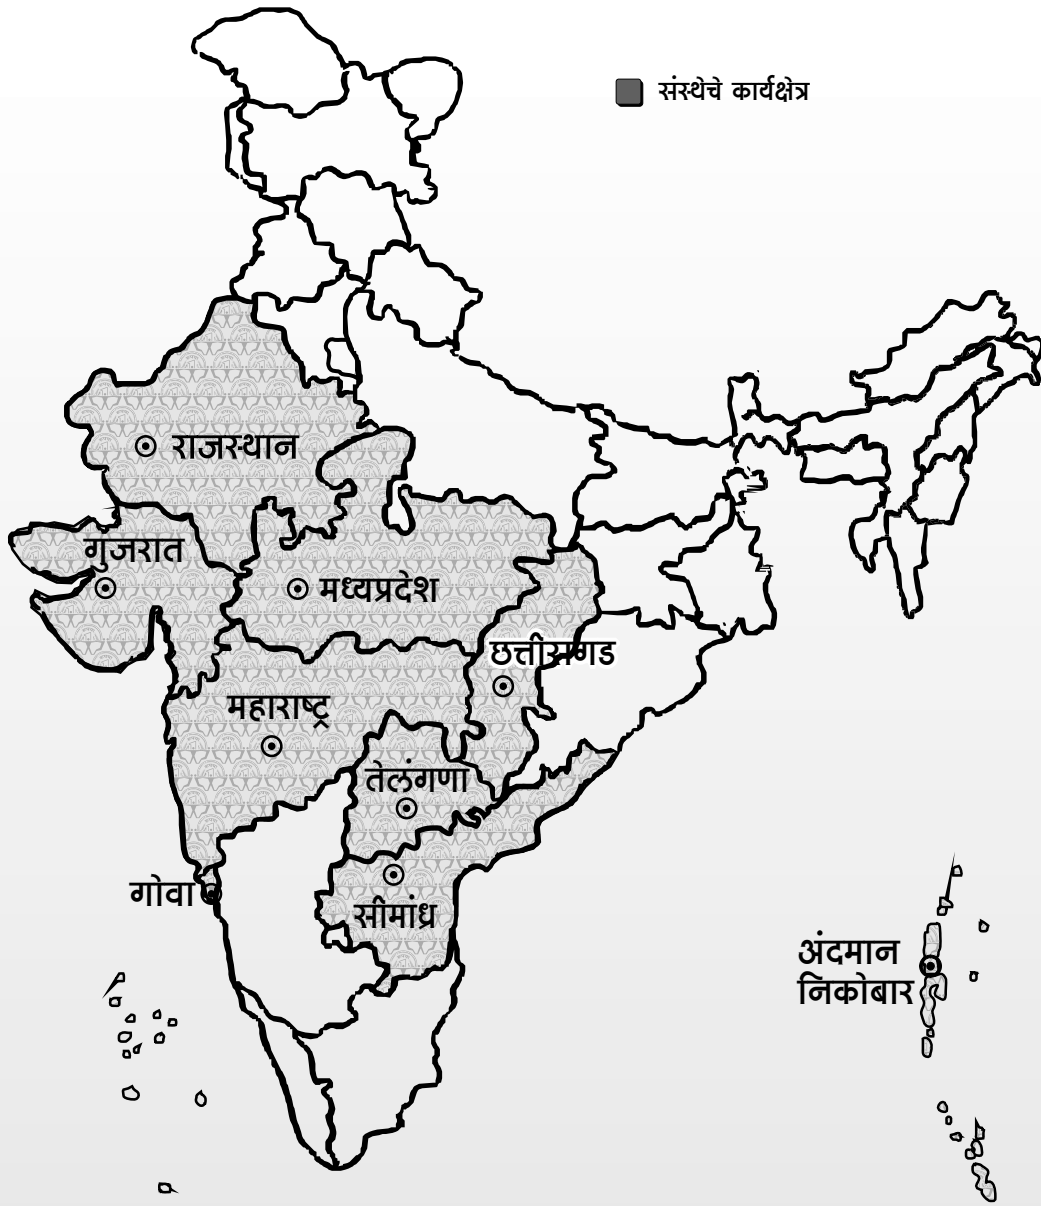 संस्थेचे कार्यक्षेत्र
राजस्थान
गुजरात
मध्यप्रदेश
छत्तीसगड
महाराष्ट्र
तेलंगणा
गोवा
सीमांध्र
अंदमान
निकोबार